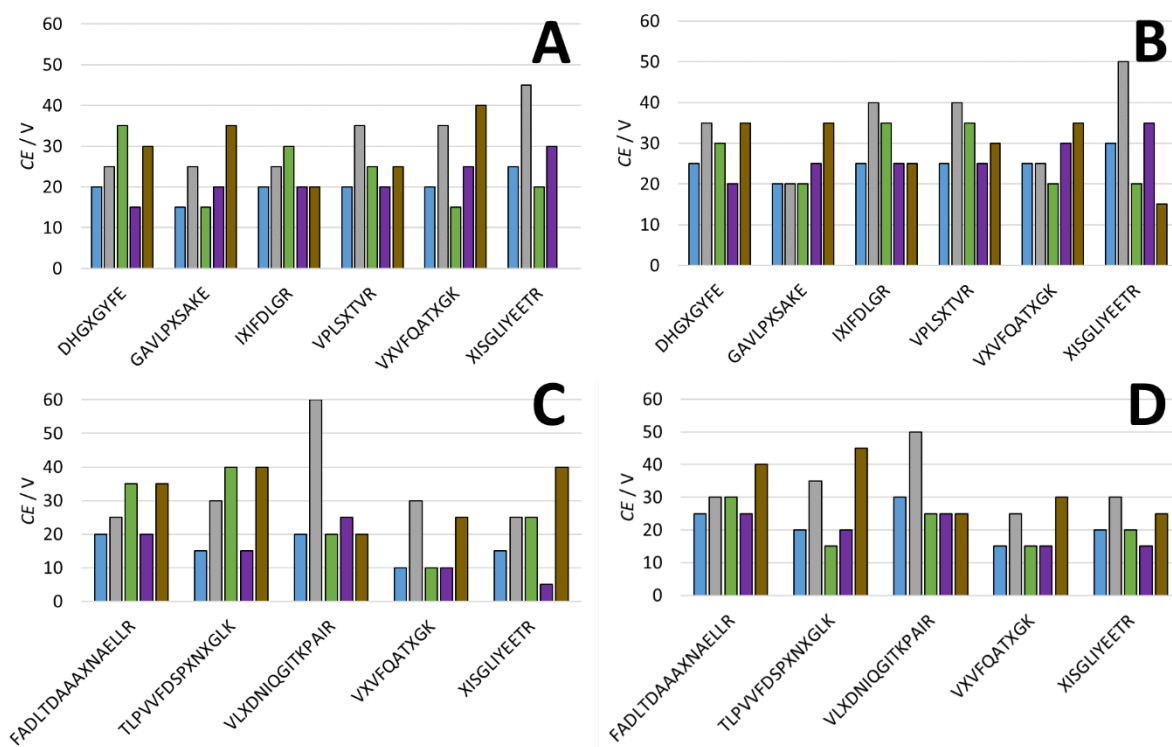 A
CE / V
60
50
40
30
20
10
0
DHGXGYFE
GAVLPXSAKE
IXIFDLGR
VPLSXTVR
VXVFQATXGK
XISGLIYEETR
B
CE / V
60
50
40
30
20
10
0
DHGXGYFE
GAVLPXSAKE
IXIFDLGR
VPLSXTVR
VXVFQATXGK
XISGLIYEETR
C
CE / V
60
50
40
30
20
10
0
FADLTDAAAXNAELLR
TLPVVFDSPXNXGLK
VLXDNIQGITKPAIR
VXVFQATXGK
XISGLIYEETR
D
CE / V
60
50
40
30
20
10
0
FADLTDAAAXNAELLR
TLPVVFDSPXNXGLK
VLXDNIQGITKPAIR
VXVFQATXGK
XISGLIYEETR